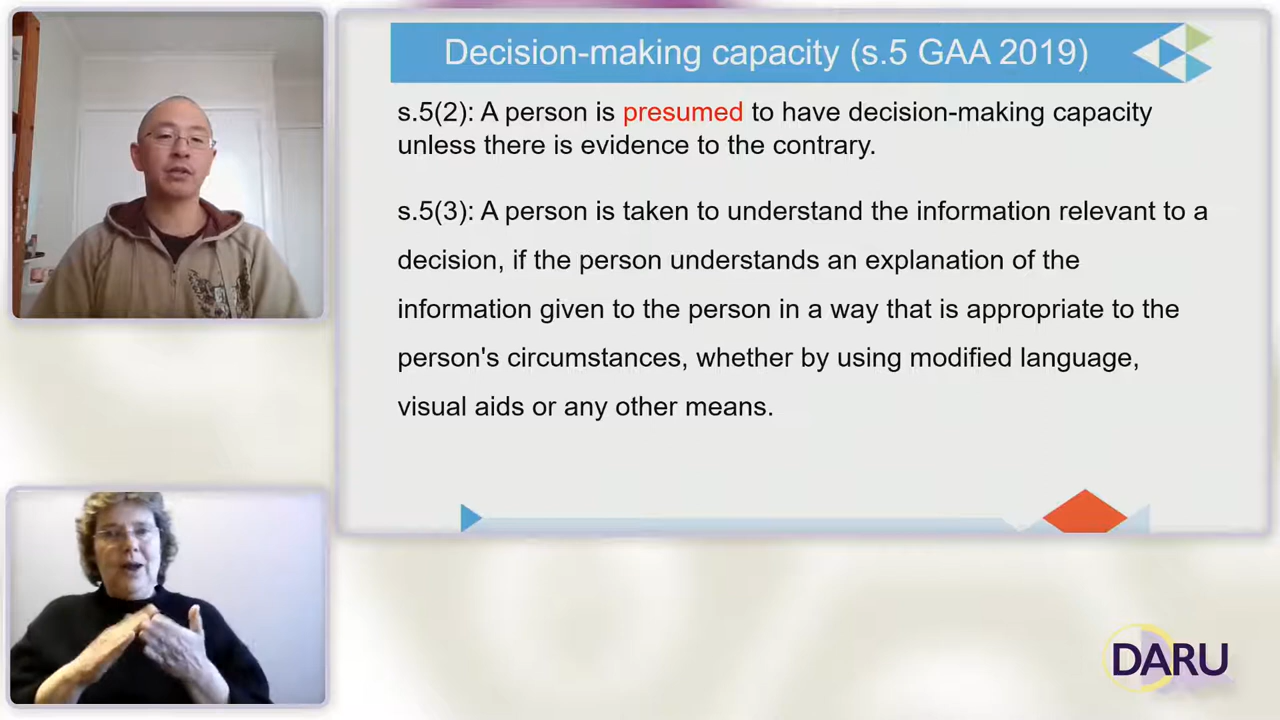 Decision-making capacity (s.5 GAA 2019)
s.5(2): A person is presumed to have decision-making capacity
unless there is evidence to the contrary.
s.5(3): A person is taken to understand the information relevant to a
decision, if the person understands an explanation of the
information given to the person in a way that is appropriate to the
person's circumstances, whether by using modified language,
visual aids or any other means.
DARU